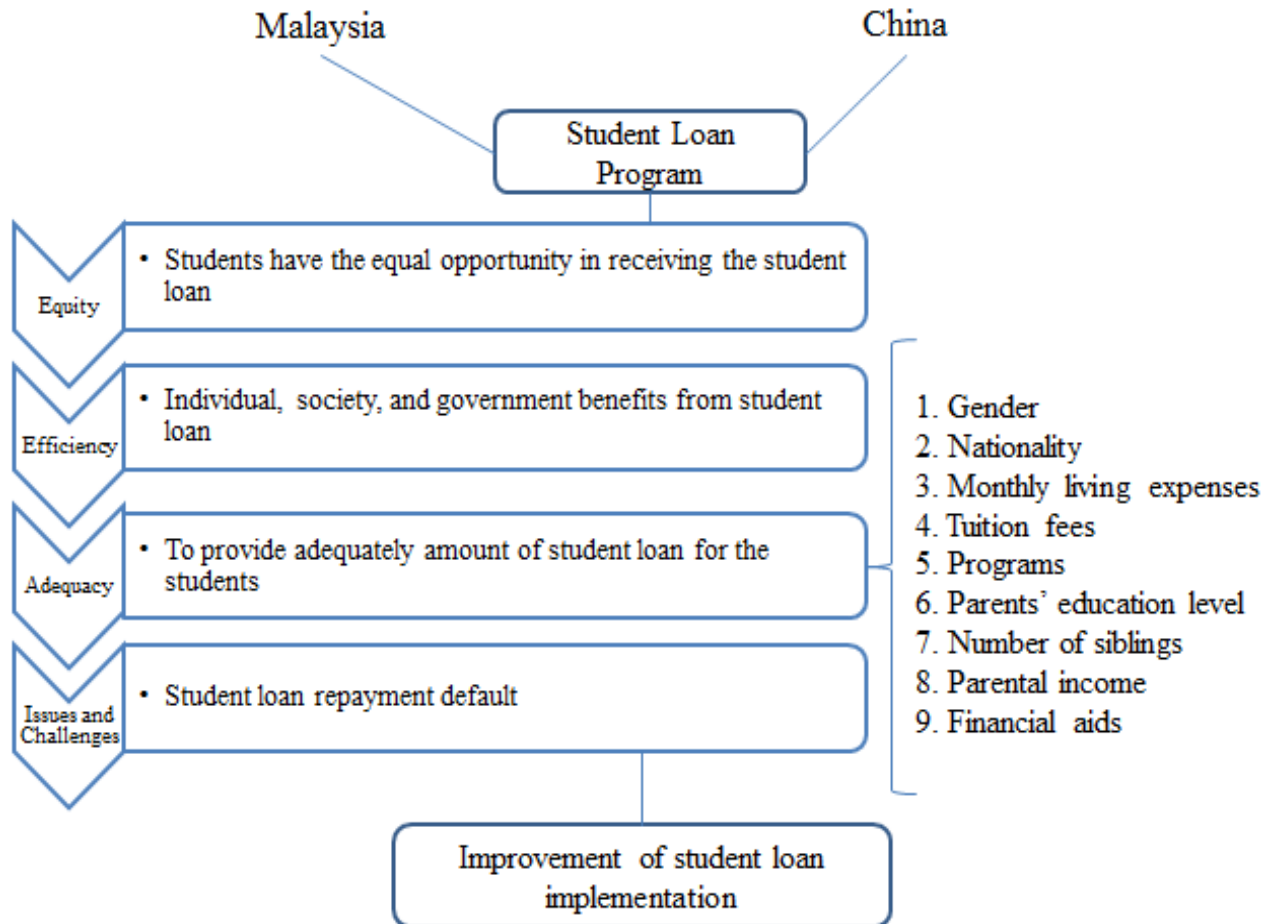 Malaysia
China
Student Loan
Program
Equity
• Students have the equal opportunity in receiving the student
loan
Efficiency
• Individual, society, and government benefits from student
loan
Adequacy
• To provide adequately amount of student loan for the
students
Issues and
Challenges
• Student loan repayment default
1. Gender
2. Nationality
3. Monthly living expenses
4. Tuition fees
5. Programs
6. Parents’ education level
7. Number of siblings
8. Parental income
9. Financial aids
Improvement of student loan
implementation